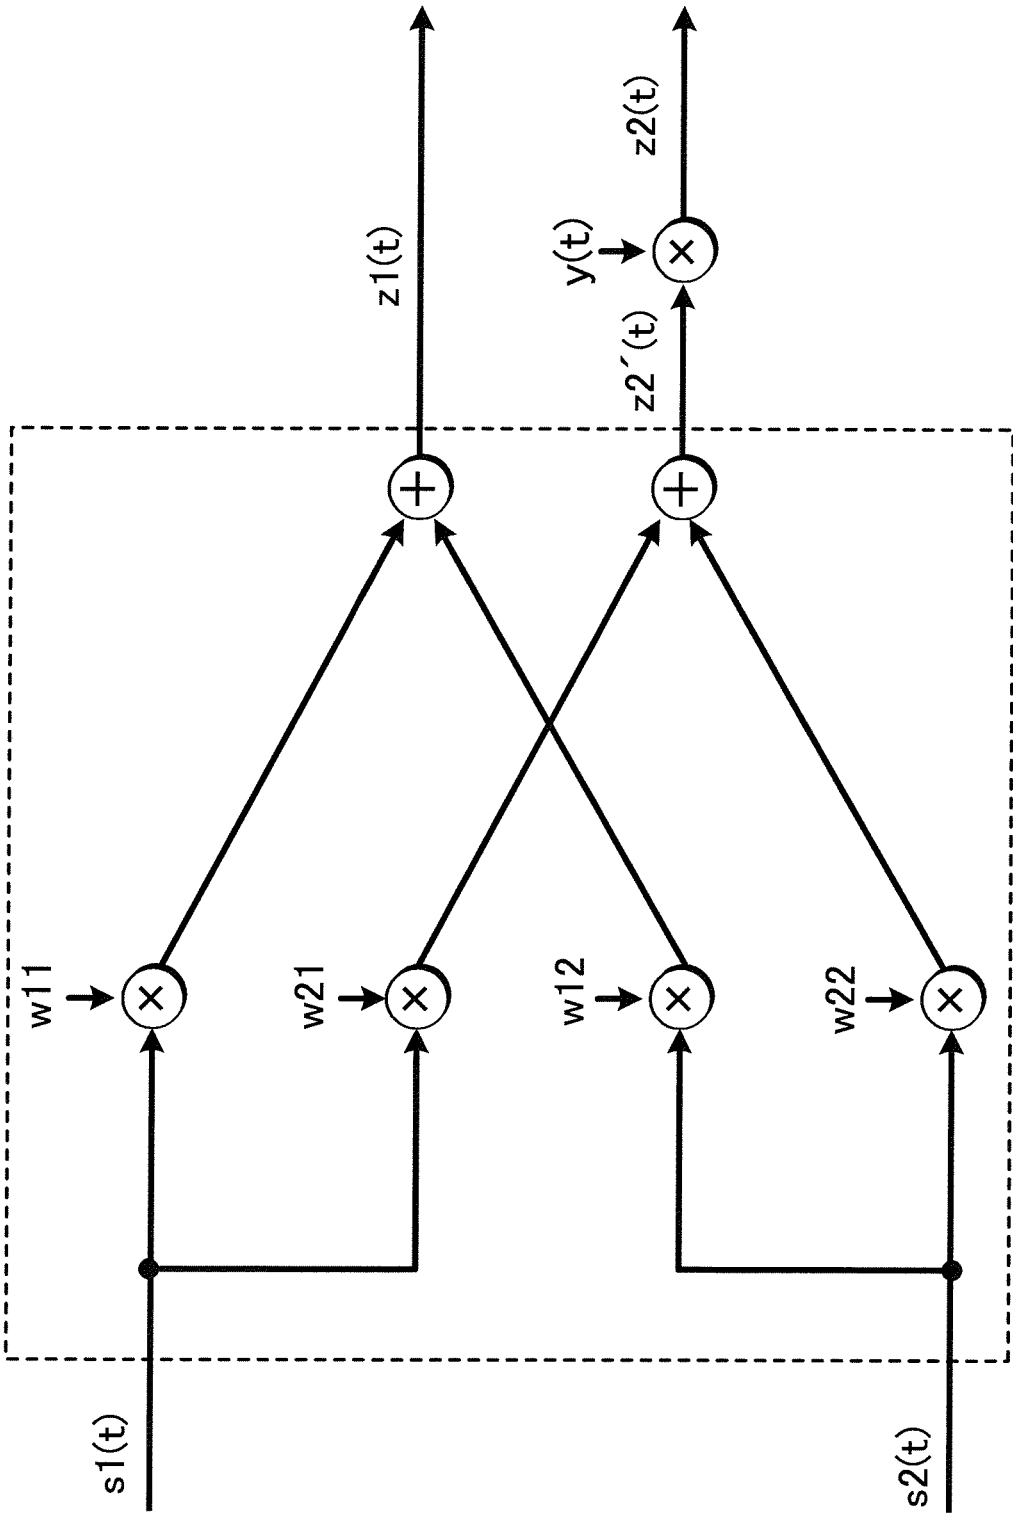 s1(t)
s2(t)
w11
w21
w12
w22
×
×
×
×
+
+
z1(t)
z2´(t)
y(t)
×
z2(t)